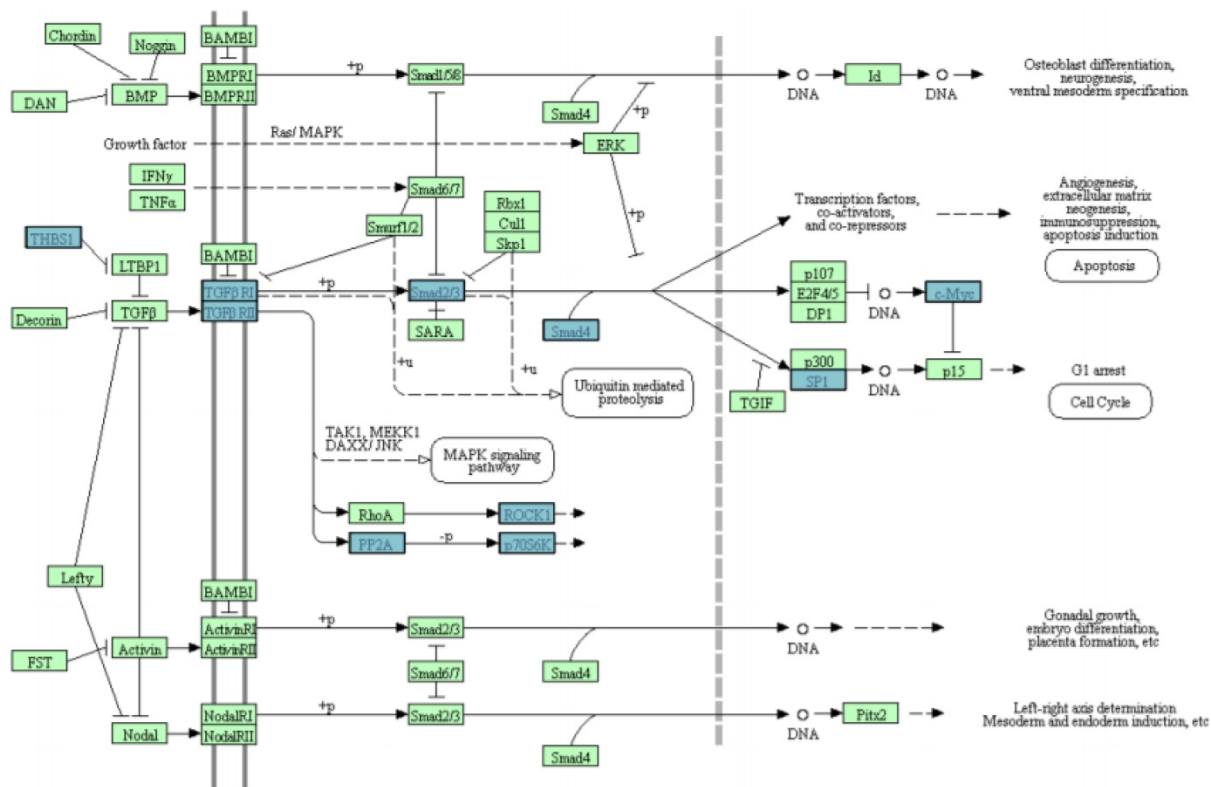 Chordin
Noggin
BAMBI
DAN
BMP
BMPRI
BMPRII
+p
Smad1/5/8
Smad4
DNA
Id
DNA
Osteoblast differentiation,
neurogenesis,
ventral mesoderm specification
Growth factor
Ras/ MAPK
ERK
+p
+p
IFNγ
TNFα
Smad6/7
Smurf1/2
Rbx1
Cul1
Skp1
Transcription factors,
co-activators,
and co-repressors
Angiogenesis,
extracellular matrix
neogenesis,
immunosuppression,
apoptosis induction
Apoptosis
THBS1
LTBP1
BAMBI
Decorin
TGFβ
TGFβ RI
TGFβ RII
+p
Smad2/3
SARA
Smad4
p107
E2F4/5
DP1
DNA
c-Myc
p300
SP1
DNA
p15
G1 arrest
Cell Cycle
TGIF
+u
+u
Ubiquitin mediated
proteolysis
TAK1, MEKK1
DAXX/ JNK
MAPK signaling
pathway
RhoA
ROCK1
PP2A
-p
p70S6K
Lefty
BAMBI
FST
Activin
ActivinRI
ActivinRII
+p
Smad2/3
Smad4
DNA
Gonadal growth,
embryo differentiation,
placenta formation, etc
Smad6/7
Nodal
NodalRI
NodalRII
+p
Smad2/3
Smad4
DNA
Pitx2
Left-right axis determination
Mesoderm and endoderm induction, etc